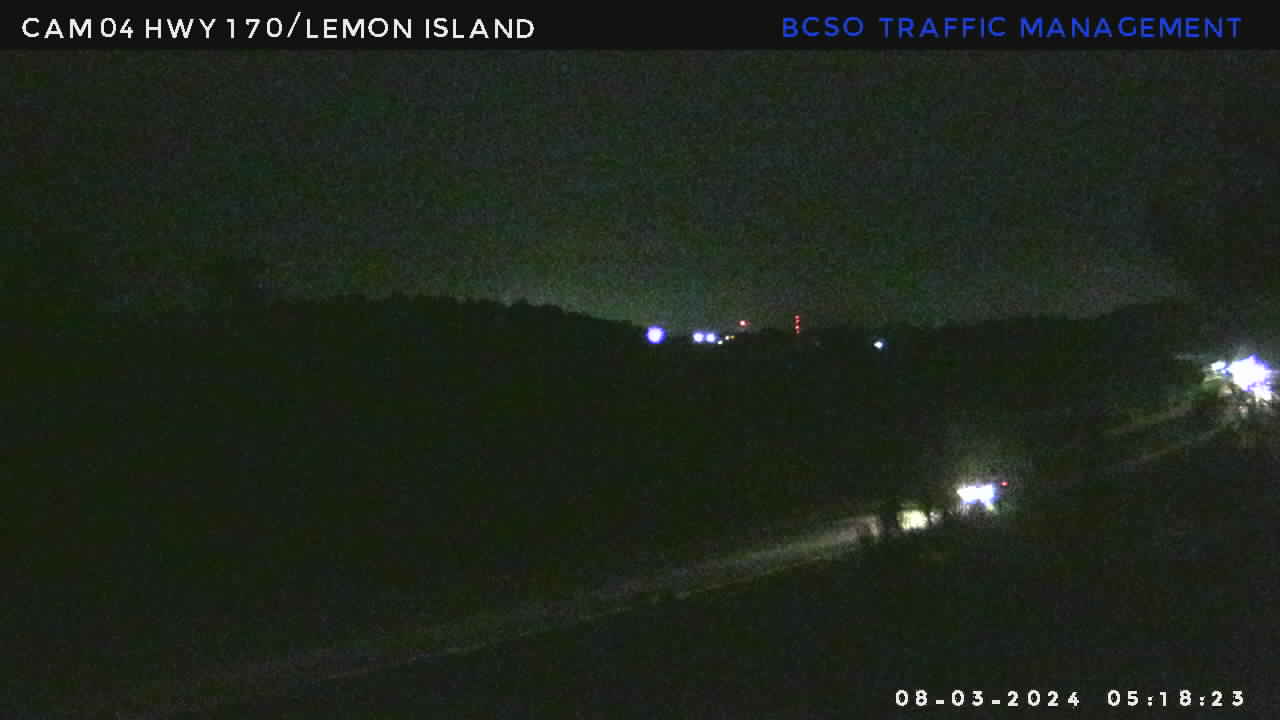 CAM04 HWY 170/LEMON ISLAND
BCSO TRAFFIC MANAGEMENT
08-03-2024 05:18:23